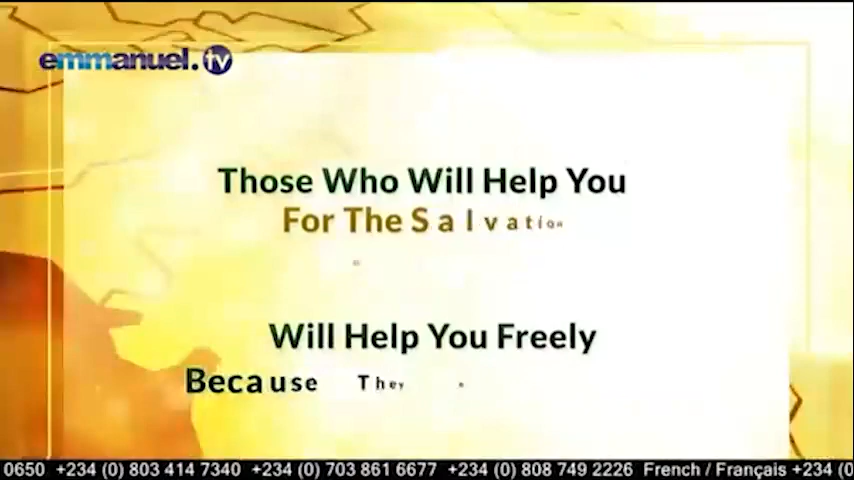 emmanuel.tv
Those Who Will Help You
For The Salvation
Will Help You Freely
Because They
0650 +234 (0) 803 414 7340 +234 (0) 703 861 6677 +234 (0) 808 749 2226 French / Français +234 (0